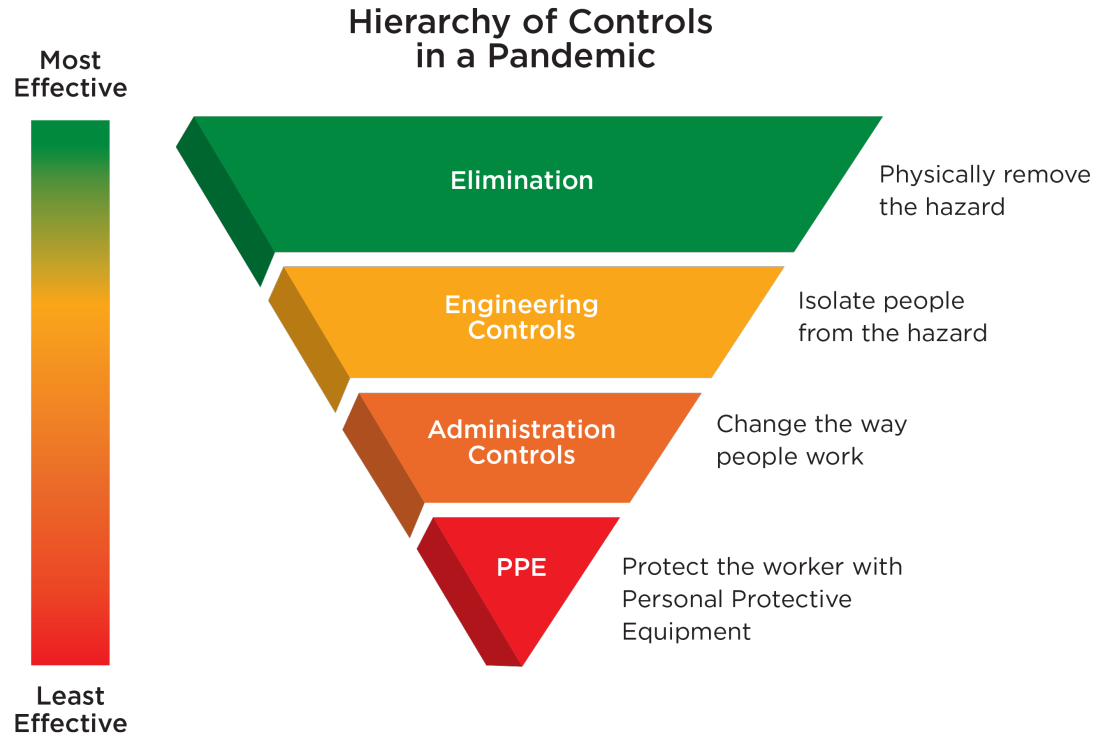 Hierarchy of Controls
in a Pandemic
Most
Effective
Elimination
Physically remove
the hazard
Engineering
Controls
Isolate people
from the hazard
Administration
Controls
Change the way
people work
PPE
Protect the worker with
Personal Protective
Equipment
Least
Effective